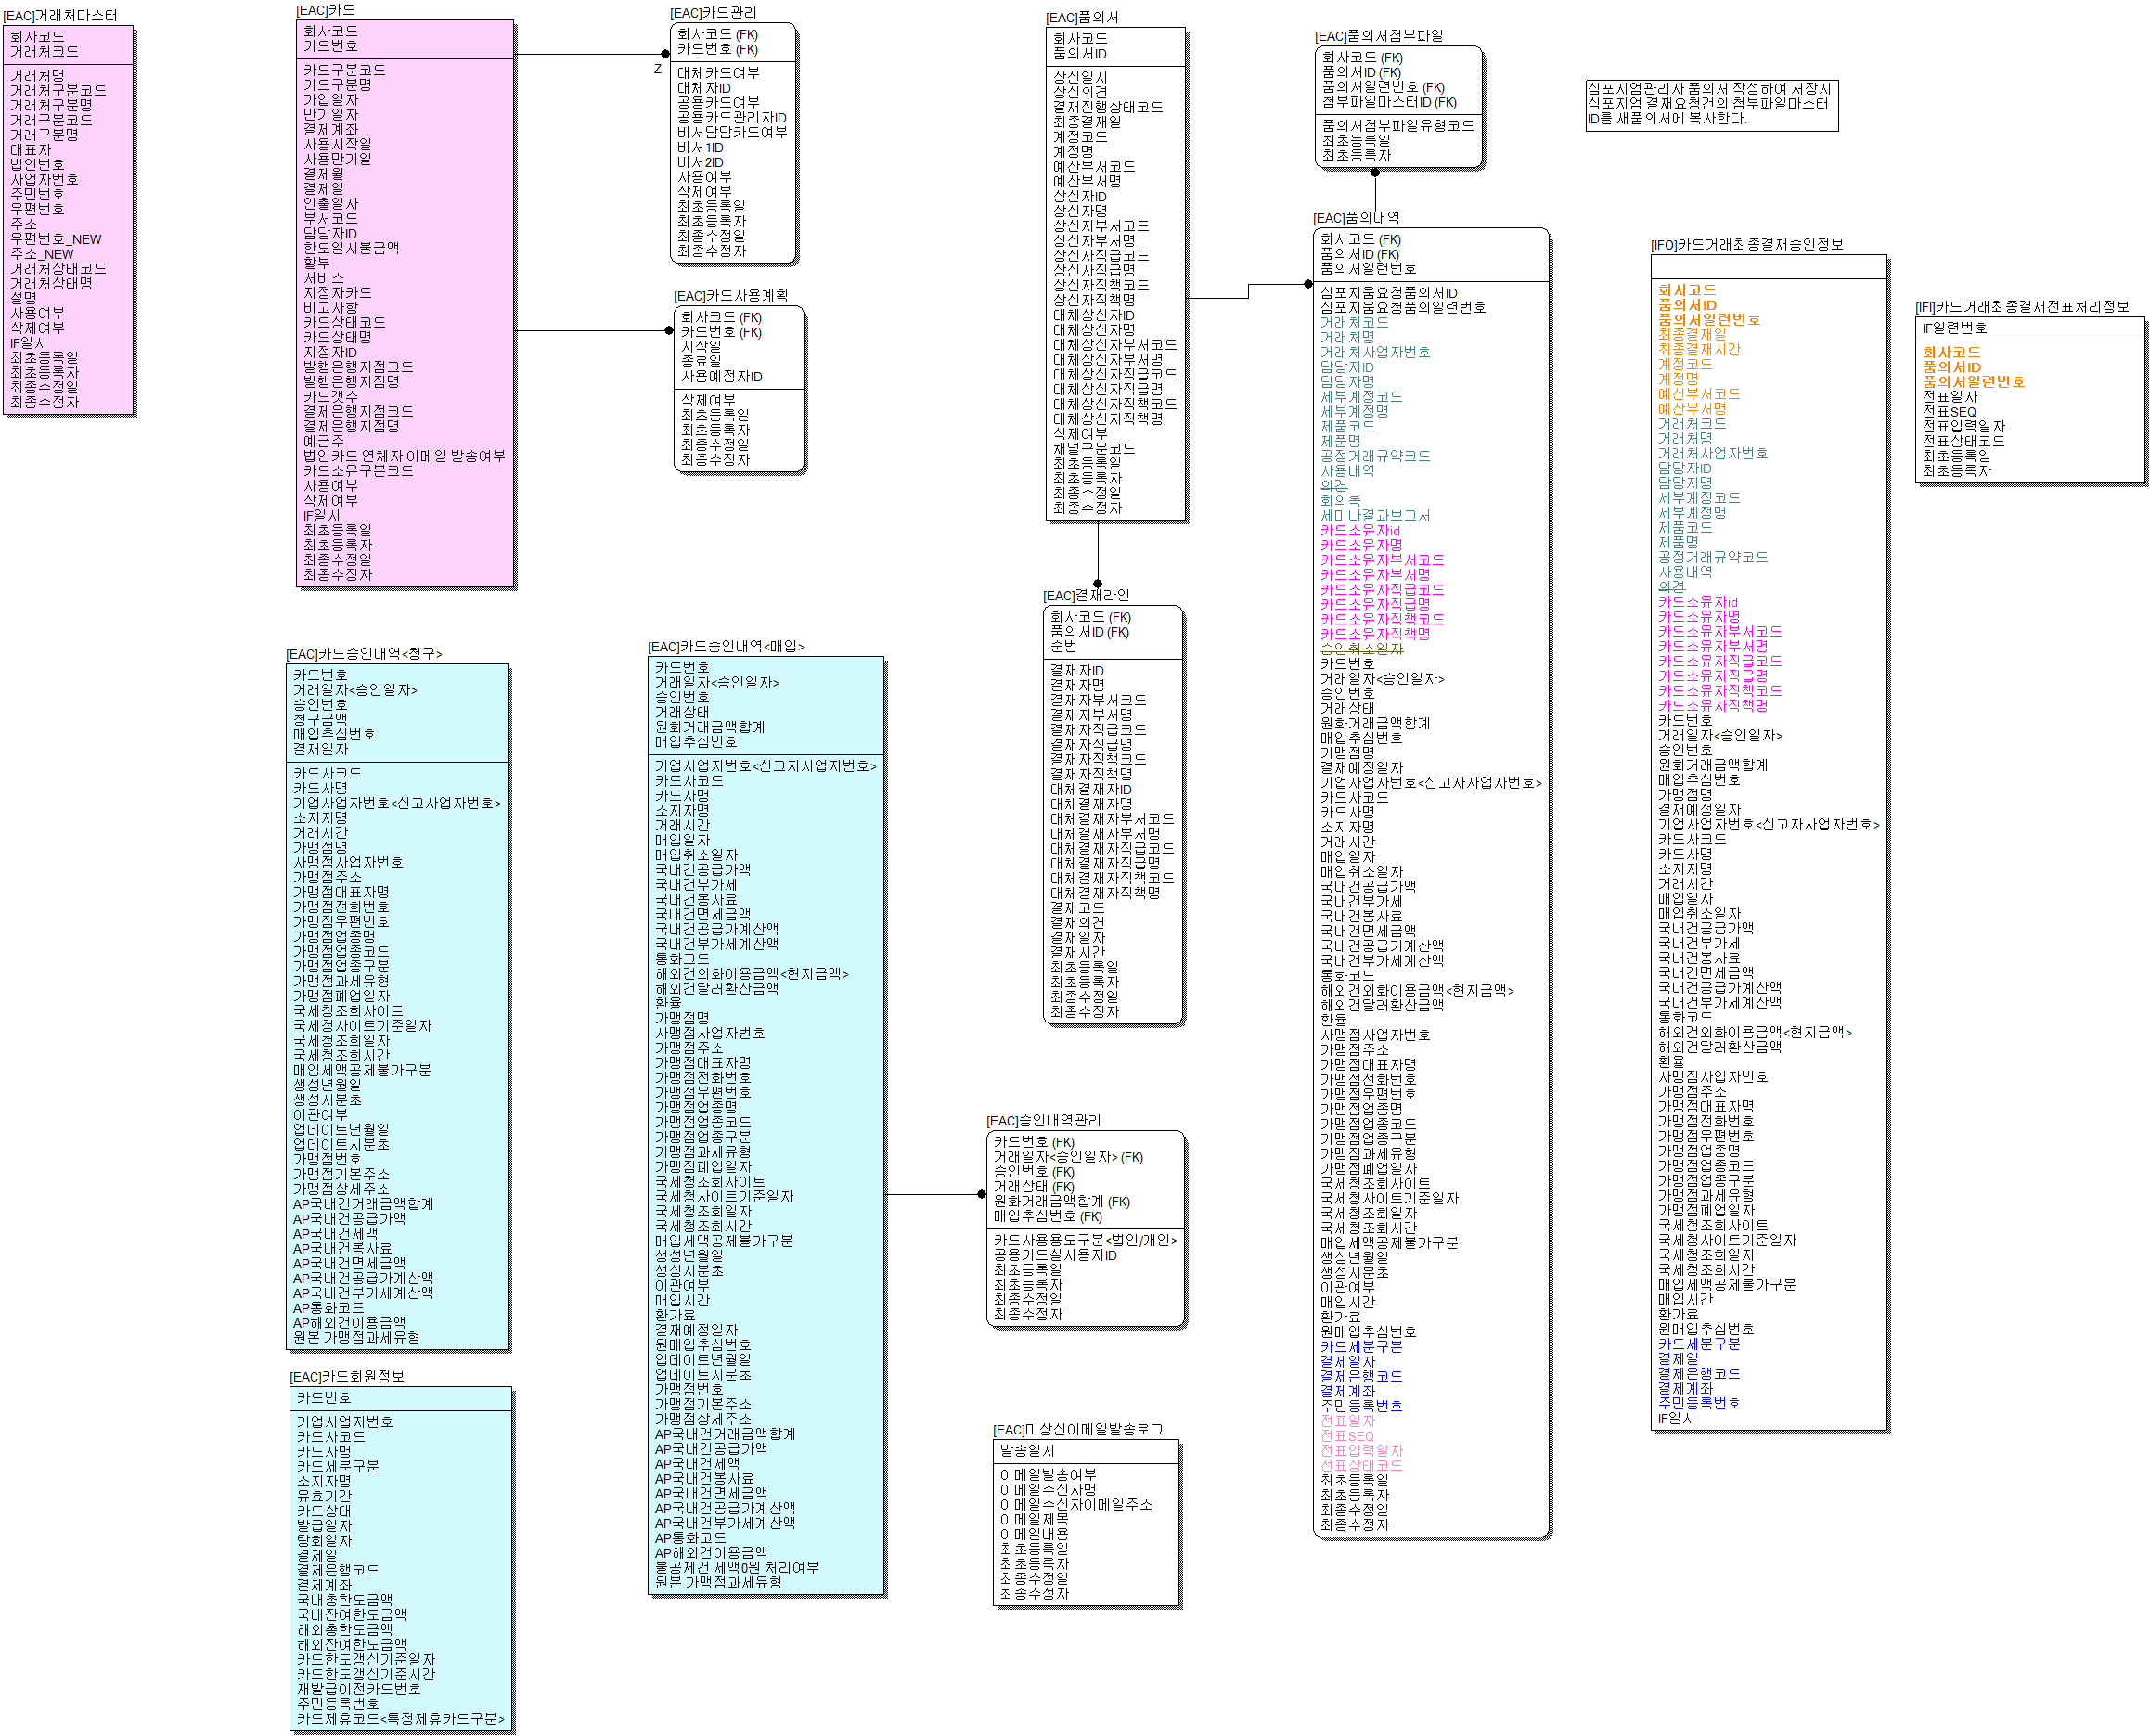 [EAC]거래처마스터
회사코드
거래처코드
거래처명
거래처구분코드
거래처구분명
거래구분코드
거래구분명
대표자
법인번호
사업자번호
주민번호
우편번호
주소
우편번호_NEW
주소_NEW
거래처상태코드
거래처상태명
설명
사용여부
삭제여부
IF일시
최초등록일
최초등록자
최종수정일
최종수정자
[EAC]카드
회사코드
카드번호
카드구분코드
카드구분명
가입일자
만기일자
결제계좌
사용시작일
사용만기일
결제월
결제일
인출일자
부서코드
담당자ID
한도일시불금액
할부
서비스
지정자카드
비고사항
카드상태코드
카드상태명
지정자ID
발행은행지점코드
발행은행지점명
카드갯수
결제은행지점코드
결제은행지점명
예금주
법인카드 연체자 이메일 발송여부
카드소유구분코드
사용여부
삭제여부
IF일시
최초등록일
최초등록자
최종수정일
최종수정자
[EAC]카드관리
회사코드 (FK)
카드번호 (FK)
Z
대체카드여부
대체자ID
공용카드여부
공용카드관리자ID
비서담담카드여부
비서1ID
비서2ID
사용여부
삭제여부
최초등록일
최초등록자
최종수정일
최종수정자
[EAC]카드사용계획
회사코드 (FK)
카드번호 (FK)
시작일
종료일
사용예정자ID
삭제여부
최초등록일
최초등록자
최종수정일
최종수정자
[EAC]품의서
회사코드
품의서ID
상신일시
상신의견
결재진행상태코드
최종결재일
계정코드
계정명
예산부서코드
예산부서명
상신자ID
상신자명
상신자부서코드
상신자부서명
상신자직급코드
상신사직급명
상신자직책코드
상신자직책명
대체상신자ID
대체상신자명
대체상신자부서코드
대체상신자부서명
대체상신자직급코드
대체상신자직급명
대체상신자직책코드
대체상신자직책명
삭제여부
채널구분코드
최초등록일
최초등록자
최종수정일
최종수정자
[EAC]품의서첨부파일
회사코드 (FK)
품의서ID (FK)
품의서일련번호 (FK)
첨부파일마스터ID (FK)
품의서첨부파일유형코드
최초등록일
최초등록자
심포지엄관리자 품의서 작성하여 저장시
심포지엄 결재요청건의 첨부파일마스터
ID를 새품의서에 복사한다.
[EAC]품의내역
회사코드 (FK)
품의서ID (FK)
품의서일련번호
심포지움요청품의서ID
심포지움요청품의서일련번호
거래처코드
거래처명
거래처사업자번호
담당자ID
담당자명
세부계정코드
세부계정명
제품코드
제품명
공정거래규약코드
사용내역
의견
회의록
세미나결과보고서
카드소유자id
카드소유자명
카드소유자부서코드
카드소유자부서명
카드소유자직급코드
카드소유자직급명
카드소유자직책코드
카드소유자직책명
승인취소일자
카드번호
거래일자<승인일자>
승인번호
거래상태
원화거래금액합계
매입추심번호
가맹점명
결재예정일자
기업사업자번호<신고자사업자번호>
카드사코드
카드사명
소지자명
거래시간
매입일자
매입취소일자
국내건공급가액
국내건부가세
국내건봉사료
국내건면세금액
국내건공급가계산액
국내건부가세계산액
통화코드
해외건외화이용금액<현지금액>
해외건달러환산금액
환율
사맹점사업자번호
가맹점주소
가맹점대표자명
가맹점전화번호
가맹점우편번호
가맹점업종명
가맹점업종코드
가맹점업종구분
가맹점과세유형
가맹점폐업일자
국세청조회사이트
국세청사이트기준일자
국세청조회일자
국세청조회시간
매입세액공제불가구분
생성년월일
생성시분초
이관여부
매입시간
환가료
원매입추심번호
카드세분구분
결제일자
결제은행코드
결제계좌
주민등록번호
전표일자
전표SEQ
전표입력일자
전표상태코드
최초등록일
최초등록자
최종수정일
최종수정자
[IFO]카드거래최종결재승인정보
회사코드
품의서ID
품의서일련번호
최종결재일
최종결재시간
계정코드
계정명
예산부서코드
예산부서명
거래처코드
거래처명
거래처사업자번호
담당자ID
담당자명
세부계정코드
세부계정명
제품코드
제품명
공정거래규약코드
사용내역
의견
카드소유자id
카드소유자명
카드소유자부서코드
카드소유자부서명
카드소유자직급코드
카드소유자직급명
카드소유자직책코드
카드소유자직책명
카드번호
거래일자<승인일자>
승인번호
원화거래금액합계
매입추심번호
가맹점명
결재예정일자
기업사업자번호<신고자사업자번호>
카드사코드
카드사명
소지자명
거래시간
매입일자
매입취소일자
국내건공급가액
국내건부가세
국내건봉사료
국내건면세금액
국내건공급가계산액
국내건부가세계산액
통화코드
해외건외화이용금액<현지금액>
해외건달러환산금액
환율
사맹점사업자번호
가맹점주소
가맹점대표자명
가맹점전화번호
가맹점우편번호
가맹점업종명
가맹점업종코드
가맹점업종구분
가맹점과세유형
가맹점폐업일자
국세청조회사이트
국세청사이트기준일자
국세청조회일자
국세청조회시간
매입세액공제불가구분
매입시간
환가료
원매입추심번호
카드세분구분
결제일
결제은행코드
결제계좌
주민등록번호
IF일시
[IFI]카드거래최종결재전표처리정보
IF일련번호
회사코드
품의서ID
품의서일련번호
전표일자
전표SEQ
전표입력일자
전표상태코드
최초등록일
최초등록자
[EAC]결재라인
회사코드 (FK)
품의서ID (FK)
순번
결재자ID
결재자명
결재자부서코드
결재자부서명
결재자직급코드
결재자직급명
결재자직책코드
결재자직책명
대체결재자ID
대체결재자명
대체결재자부서코드
대체결재자부서명
대체결재자직급코드
대체결재자직급명
대체결재자직책코드
대체결재자직책명
결재코드
결재의견
결재일자
결재시간
최초등록일
최초등록자
최종수정일
최종수정자
[EAC]카드승인내역<청구>
카드번호
거래일자<승인일자>
승인번호
청구금액
매입추심번호
결재일자
카드사코드
카드사명
기업사업자번호<신고사업자번호>
소지자명
거래시간
가맹점명
사맹점사업자번호
가맹점주소
가맹점대표자명
가맹점전화번호
가맹점우편번호
가맹점업종명
가맹점업종코드
가맹점업종구분
가맹점과세유형
가맹점폐업일자
국세청조회사이트
국세청사이트기준일자
국세청조회일자
국세청조회시간
매입세액공제불가구분
생성년월일
생성시분초
이관여부
업데이트년월일
업데이트시분초
가맹점번호
가맹점기본주소
가맹점상세주소
AP국내건거래금액합계
AP국내건공급가액
AP국내건세액
AP국내건봉사료
AP국내건면세금액
AP국내건공급가계산액
AP국내건부가세계산액
AP통화코드
AP해외건이용금액
원본 가맹점과세유형
[EAC]카드승인내역<매입>
카드번호
거래일자<승인일자>
승인번호
거래상태
원화거래금액합계
매입추심번호
기업사업자번호<신고자사업자번호>
카드사코드
카드사명
소지자명
거래시간
매입일자
매입취소일자
국내건공급가액
국내건부가세
국내건봉사료
국내건면세금액
국내건공급가계산액
국내건부가세계산액
통화코드
해외건외화이용금액<현지금액>
해외건달러환산금액
환율
가맹점명
사맹점사업자번호
가맹점주소
가맹점대표자명
가맹점전화번호
가맹점우편번호
가맹점업종명
가맹점업종코드
가맹점업종구분
가맹점과세유형
가맹점폐업일자
국세청조회사이트
국세청사이트기준일자
국세청조회일자
국세청조회시간
매입세액공제불가구분
생성년월일
생성시분초
이관여부
매입시간
환가료
결재예정일자
원매입추심번호
업데이트년월일
업데이트시분초
가맹점번호
가맹점기본주소
가맹점상세주소
AP국내건거래금액합계
AP국내건공급가액
AP국내건세액
AP국내건봉사료
AP국내건면세금액
AP국내건공급가계산액
AP국내건부가세계산액
AP통화코드
AP해외건이용금액
불공제건 세액0원 처리여부
원본 가맹점과세유형
[EAC]승인내역관리
카드번호 (FK)
거래일자<승인일자> (FK)
승인번호 (FK)
거래상태 (FK)
원화거래금액합계 (FK)
매입추심번호 (FK)
카드사용용도구분<법인/개인>
공용카드실사용자ID
최초등록일
최초등록자
최종수정일
최종수정자
[EAC]카드회원정보
카드번호
기업사업자번호
카드사코드
카드사명
카드세분구분
소지자명
유효기간
카드상태
발급일자
탈회일자
결제일
결제은행코드
결제계좌
국내총한도금액
국내잔여한도금액
해외총한도금액
해외잔여한도금액
카드한도갱신기준일자
카드한도갱신기준시간
재발급이전카드번호
주민등록번호
카드제휴코드<특정제휴카드구분>
[EAC]미상신이메일발송로그
발송일시
이메일발송여부
이메일수신자명
이메일수신자이메일주소
이메일제목
이메일내용
최초등록일
최초등록자
최종수정일
최종수정자